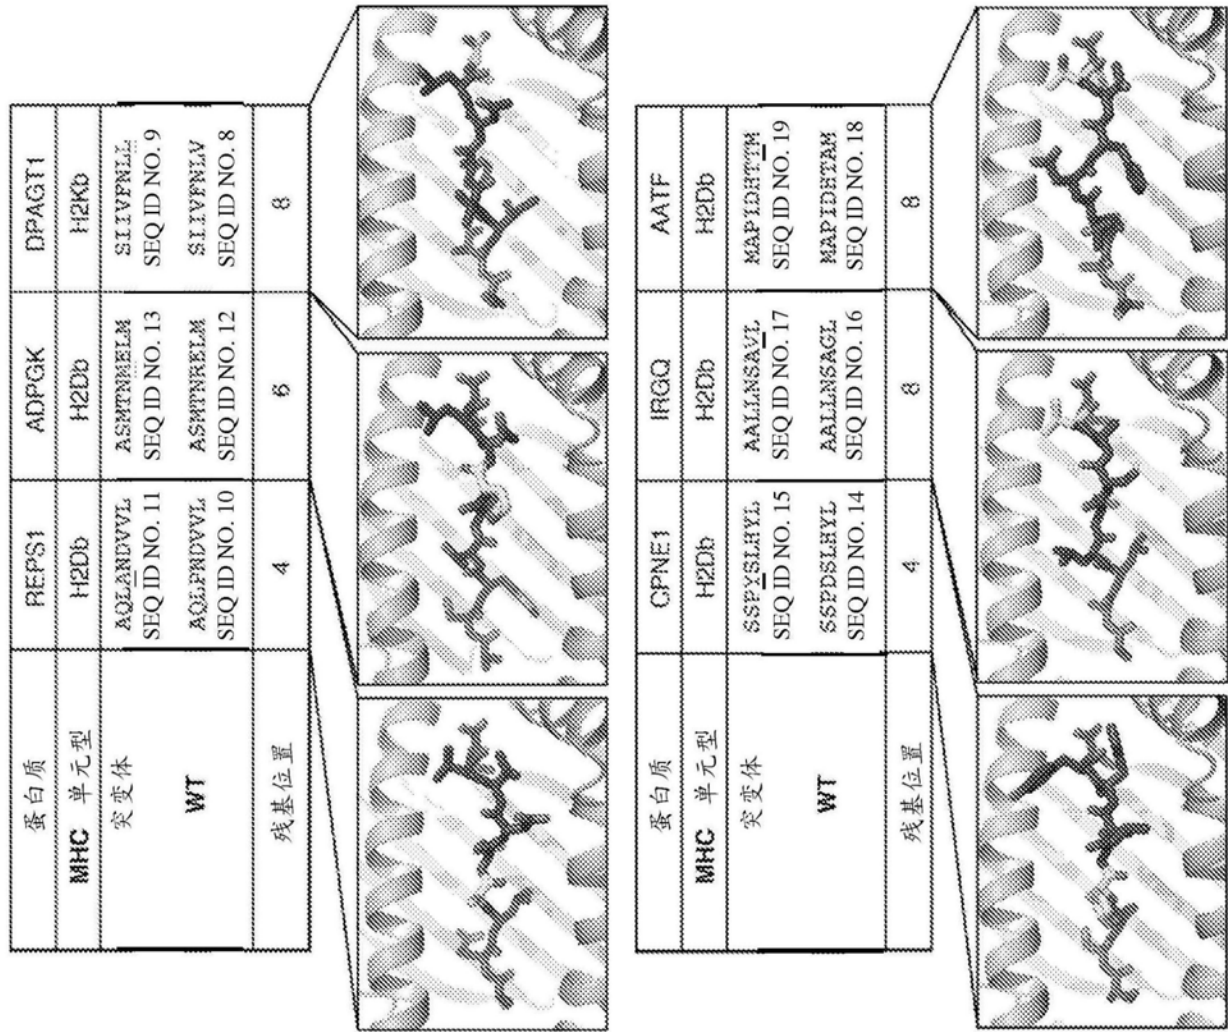 蛋白质 REPS1 ADPGK DPAGT1
MHC 单元型 H2Db H2Db H2Kb
突变体 AQLANDVVL ASMTNMELM SIIVFNLL
SEQ ID NO. 11 SEQ ID NO. 13 SEQ ID NO. 9
WT AQLPNDVVL ASMTNRELM SIIVFNLV
SEQ ID NO. 10 SEQ ID NO. 12 SEQ ID NO. 8
残基位置 4 6 8
蛋白质 CPNE1 IRGQ AATF
MHC 单元型 H2Db H2Db H2Db
突变体 SSPYSLHYL AALLNSAVL MAPIDHTTM
SEQ ID NO. 15 SEQ ID NO. 17 SEQ ID NO. 19
WT SSPDSLHYL AALLNSAGL MAPIDHTAM
SEQ ID NO. 14 SEQ ID NO. 16 SEQ ID NO. 18
残基位置 4 8 8